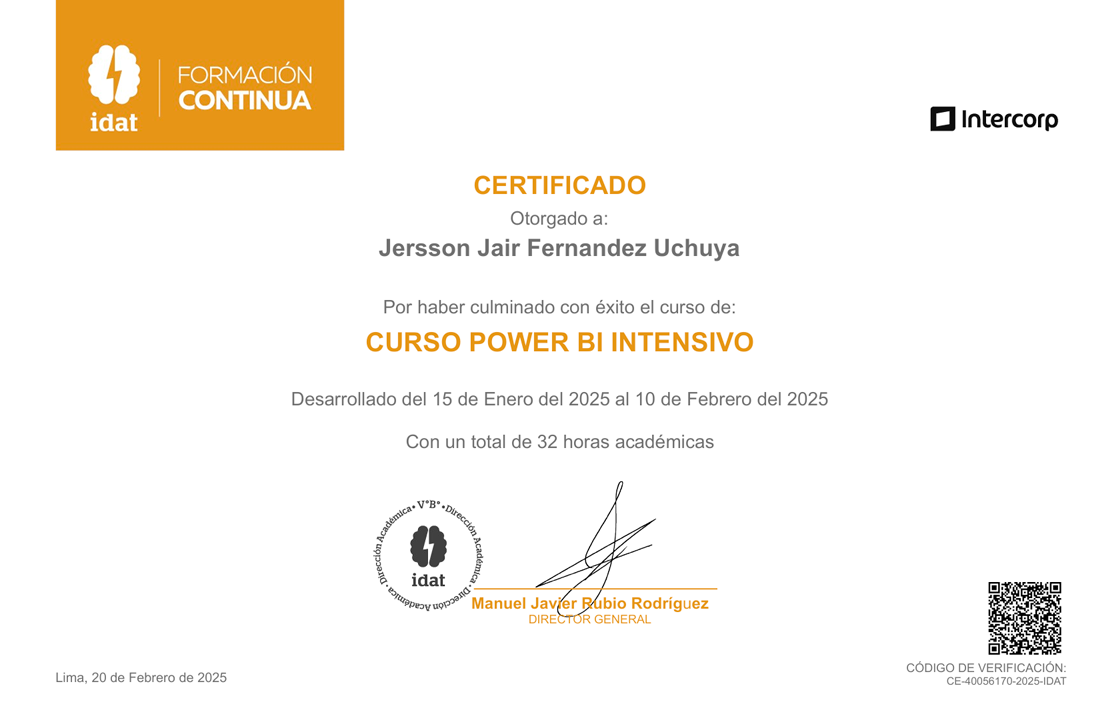 idat
FORMACIÓN
CONTINUA
Intercorp
CERTIFICADO
Otorgado a:
Jersson Jair Fernandez Uchuya
Por haber culminado con éxito el curso de:
CURSO POWER BI INTENSIVO
Desarrollado del 15 de Enero del 2025 al 10 de Febrero del 2025
Con un total de 32 horas académicas
• V°B° • Dirección Académica • Dirección Académica • Dirección Académica
idat
Manuel Javier Rubio Rodríguez
DIRECTOR GENERAL
Lima, 20 de Febrero de 2025
CÓDIGO DE VERIFICACIÓN:
CE-40056170-2025-IDAT